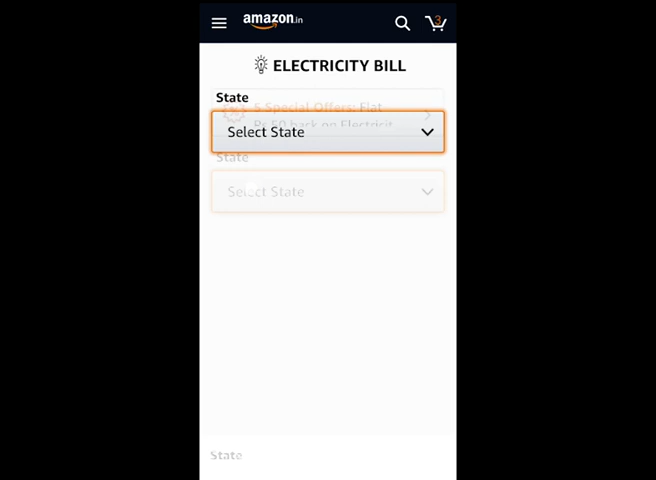 amazon.in
3
ELECTRICITY BILL
State
5 Special Offers: Flat
Rs.50 back on Electricit
Select State
State
Select State
State